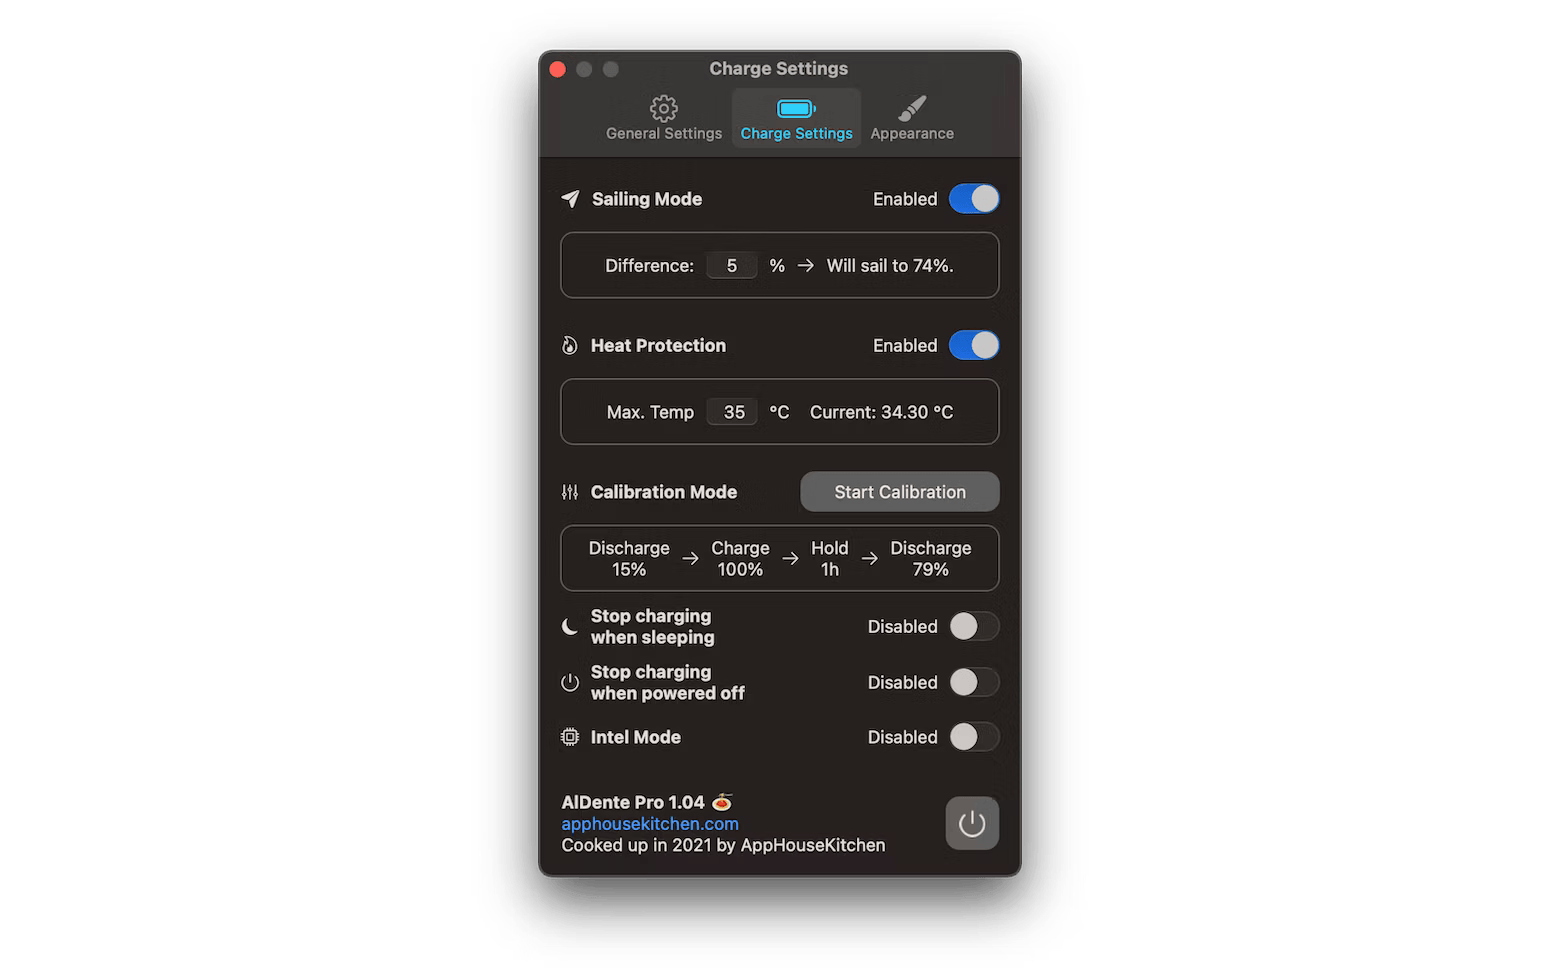 Charge Settings
General Settings
Charge Settings
Appearance
Sailing Mode
Enabled
Difference: 5 % → Will sail to 74%.
Heat Protection
Enabled
Max. Temp 35 °C Current: 34.30 °C
Calibration Mode
Start Calibration
Discharge → Charge → Hold → Discharge
15% 100% 1h 79%
Stop charging
when sleeping
Disabled
Stop charging
when powered off
Disabled
Intel Mode
Disabled
AlDente Pro 1.04 🍝
apphousekitchen.com
Cooked up in 2021 by AppHouseKitchen